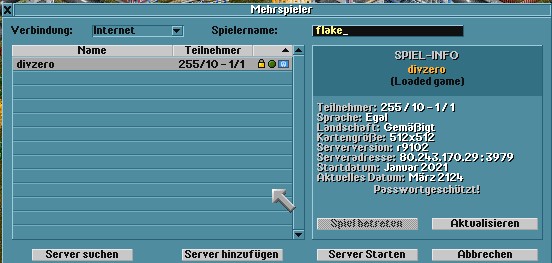 Mehrspieler
Verbindung: Internet Spielername: flake_
Name Teilnehmer
divzero 255/10 - 1/1
SPIEL-INFO
divzero
(Loaded game)
Teilnehmer: 255 / 10 - 1 / 1
Sprache: Egal
Landschaft: Gemäßigt
Kartengröße: 512x512
Serverversion: r9102
Serveradresse: 80.243.170.29 : 3979
Startdatum: Januar 2021
Aktuelles Datum: März 2124
Passwortgeschützt!
Spiel betreten Aktualisieren
Server suchen Server hinzufügen Server Starten Abbrechen